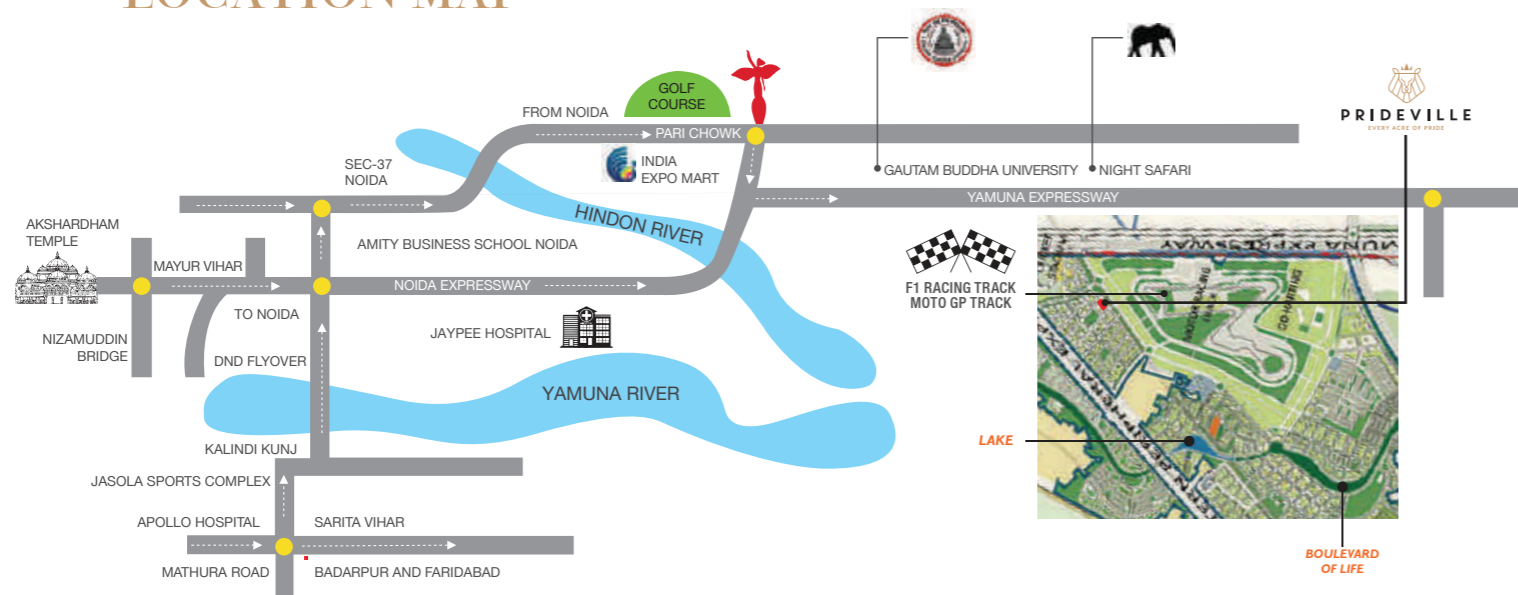 LOCATION MAP
GOLF
COURSE
FROM NOIDA
PARI CHOWK
PRIDEVILLE
EVERY ACRE OF PRIDE
SEC-37
NOIDA
INDIA
EXPO MART
GAUTAM BUDDHA UNIVERSITY
NIGHT SAFARI
YAMUNA EXPRESSWAY
HINDON RIVER
AKSHARDHAM
TEMPLE
AMITY BUSINESS SCHOOL NOIDA
MAYUR VIHAR
NOIDA EXPRESSWAY
F1 RACING TRACK
MOTO GP TRACK
TO NOIDA
JAYPEE HOSPITAL
NIZAMUDDIN
BRIDGE
DND FLYOVER
YAMUNA RIVER
LAKE
KALINDI KUNJ
JASOLA SPORTS COMPLEX
APOLLO HOSPITAL
SARITA VIHAR
MATHURA ROAD
BADARPUR AND FARIDABAD
BOULEVARD
OF LIFE